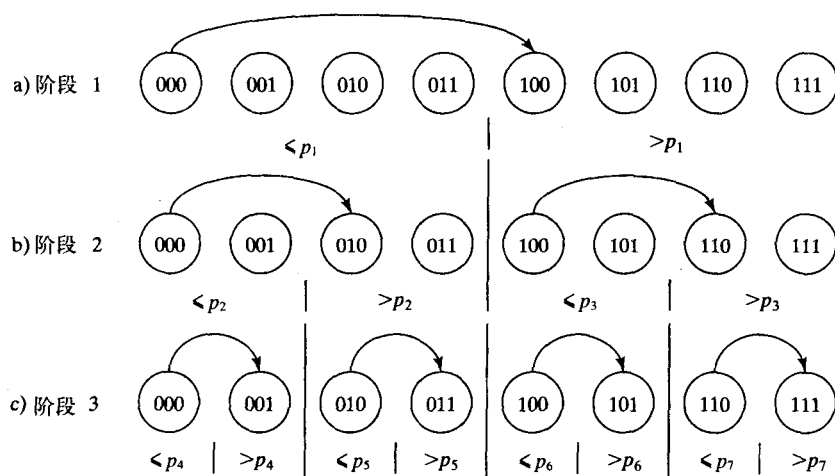 a) 阶段 1 000 001 010 011 100 101 110 111
⩽p₁ >p₁
b) 阶段 2 000 001 010 011 100 101 110 111
⩽p₂ >p₂ ⩽p₃ >p₃
c) 阶段 3 000 001 010 011 100 101 110 111
⩽p₄ >p₄ ⩽p₅ >p₅ ⩽p₆ >p₆ ⩽p₇ >p₇